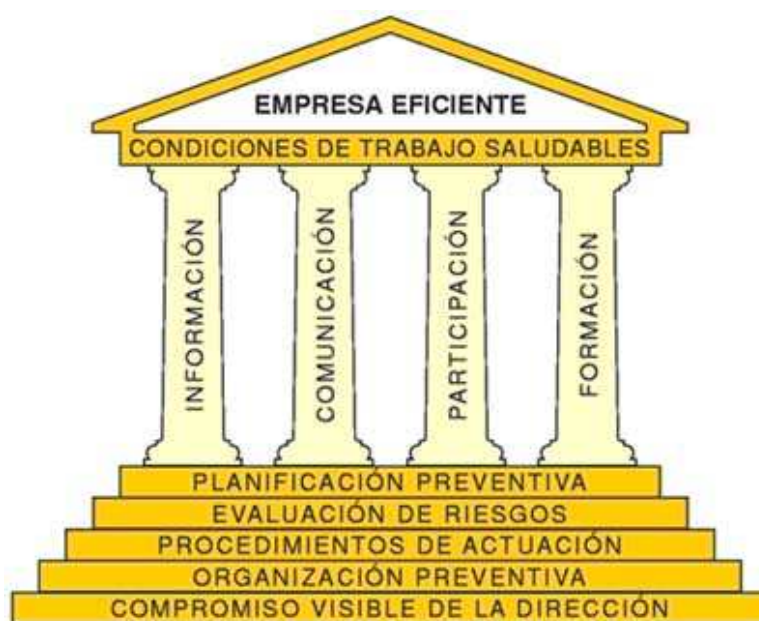 EMPRESA EFICIENTE
CONDICIONES DE TRABAJO SALUDABLES
INFORMACIÓN
COMUNICACIÓN
PARTICIPACIÓN
FORMACIÓN
PLANIFICACIÓN PREVENTIVA
EVALUACIÓN DE RIESGOS
PROCEDIMIENTOS DE ACTUACIÓN
ORGANIZACIÓN PREVENTIVA
COMPROMISO VISIBLE DE LA DIRECCIÓN